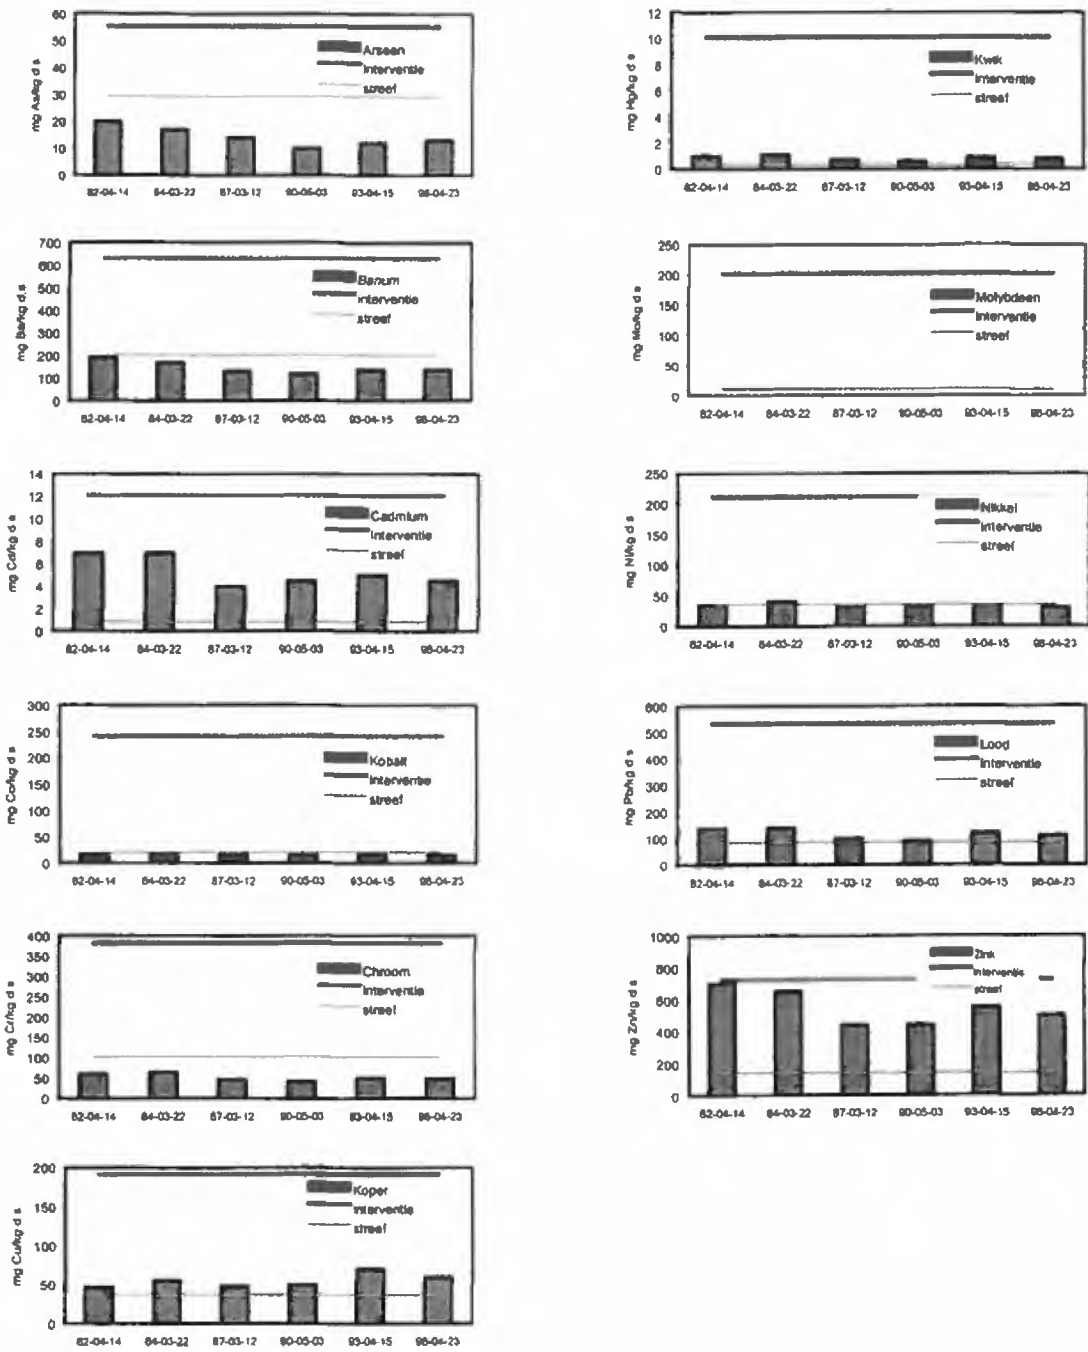 60
50
40
30
20
10
0
mg As/kg d s
Arseen
Interventie
streef
82-04-14 84-03-22 87-03-12 90-05-03 93-04-15 96-04-23
12
10
8
6
4
2
0
mg Hg/kg d s
Kwik
Interventie
streef
82-04-14 84-03-22 87-03-12 90-05-03 93-04-15 96-04-23
700
600
500
400
300
200
100
0
mg Ba/kg d.s
Barium
Interventie
streef
82-04-14 84-03-22 87-03-12 90-05-03 93-04-15 96-04-23
250
200
150
100
50
0
mg Mo/kg d s
Molybdeen
Interventie
streef
82-04-14 84-03-22 87-03-12 90-05-03 93-04-15 96-04-23
14
12
10
8
6
4
2
0
mg Cd/kg d s
Cadmium
Interventie
streef
82-04-14 84-03-22 87-03-12 90-05-03 93-04-15 96-04-23
250
200
150
100
50
0
mg Ni/kg d s
Nikkel
Interventie
streef
82-04-14 84-03-22 87-03-12 90-05-03 93-04-15 96-04-23
300
250
200
150
100
50
0
mg Co/kg d s
Kobalt
Interventie
streef
82-04-14 84-03-22 87-03-12 90-05-03 93-04-15 96-04-23
600
500
400
300
200
100
0
mg Pb/kg d s
Lood
Interventie
streef
82-04-14 84-03-22 87-03-12 90-05-03 93-04-15 96-04-23
400
350
300
250
200
150
100
50
0
mg Cr/kg d s
Chroom
Interventie
streef
82-04-14 84-03-22 87-03-12 90-05-03 93-04-15 96-04-23
1000
800
600
400
200
0
mg Zn/kg d s
Zink
Interventie
streef
82-04-14 84-03-22 87-03-12 90-05-03 93-04-15 96-04-23
200
150
100
50
0
mg Cu/kg d s
Koper
Interventie
streef
82-04-14 84-03-22 87-03-12 90-05-03 93-04-15 96-04-23